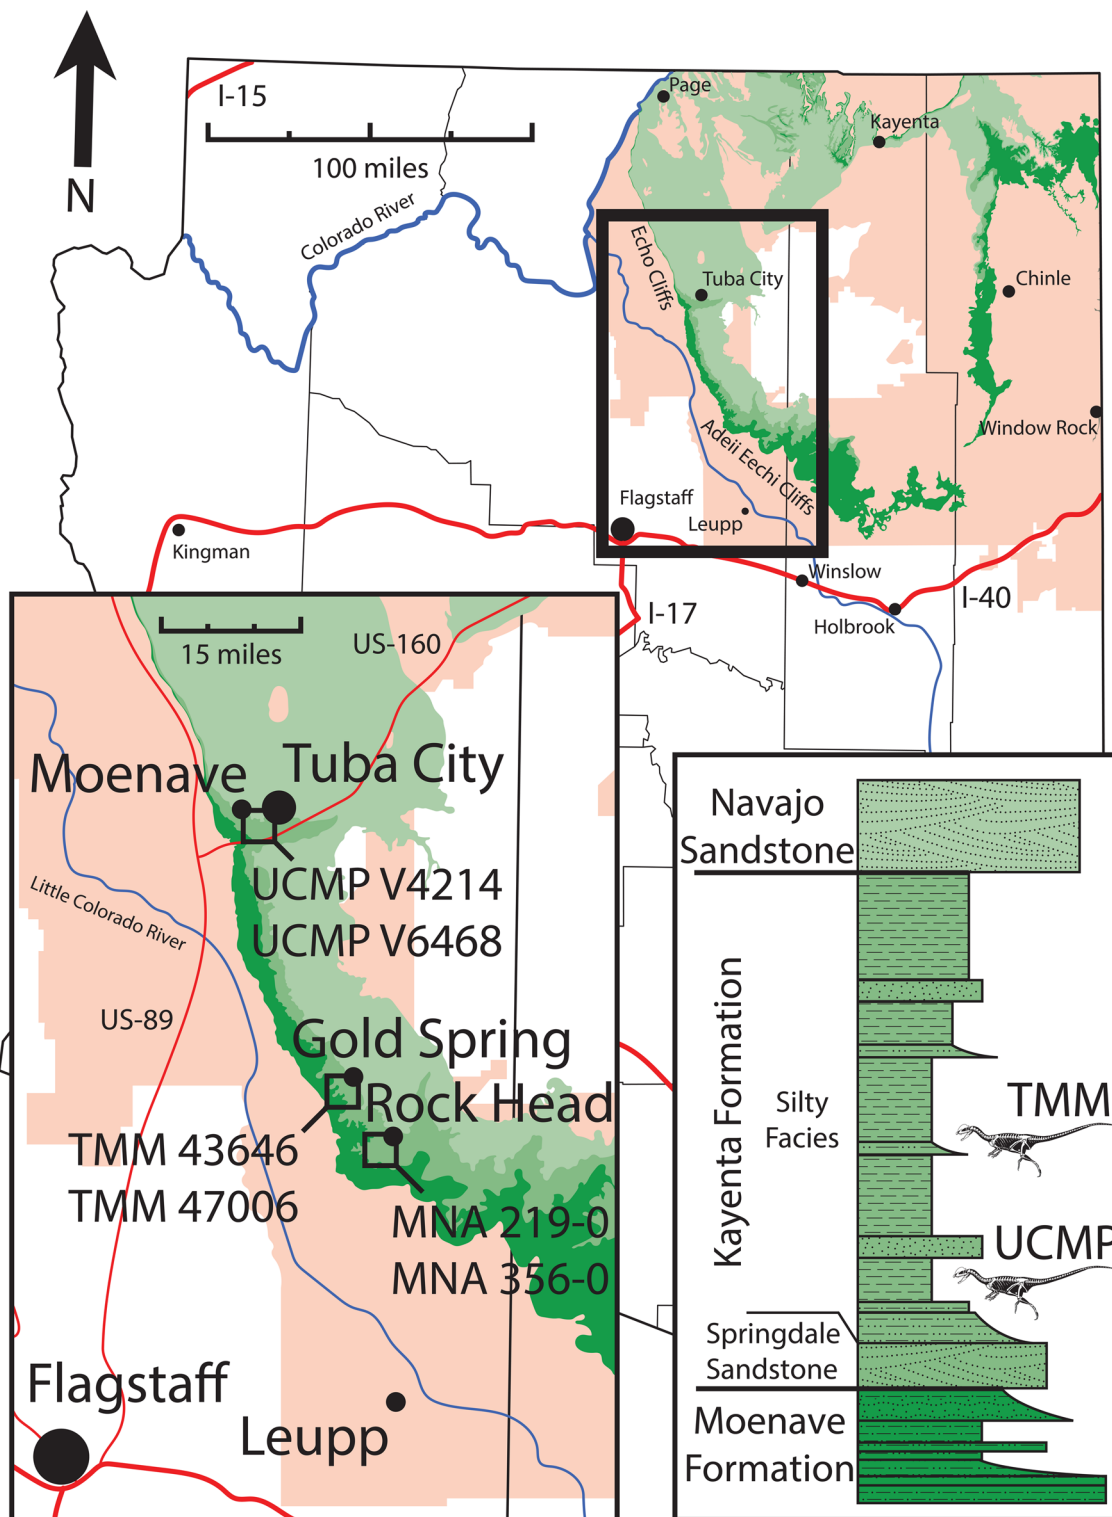 N
I-15
100 miles
Colorado River
Page
Kayenta
Echo Cliffs
Tuba City
Chinle
Window Rock
Adeii Eechi Cliffs
Flagstaff
Leupp
Kingman
Winslow
I-40
Holbrook
I-17
15 miles
US-160
Moenave
Tuba City
UCMP V4214
UCMP V6468
Little Colorado River
US-89
Gold Spring
Rock Head
TMM 43646
TMM 47006
MNA 219-0
MNA 356-0
Flagstaff
Leupp
Navajo
Sandstone
Kayenta Formation
Silty
Facies
TMM
UCMP
Springdale
Sandstone
Moenave
Formation